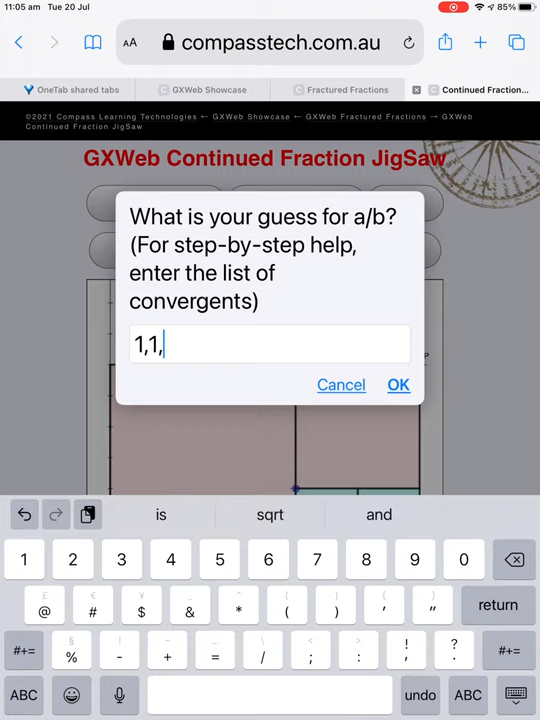 11:05 am Tue 20 Jul 85%
AA compasstech.com.au
OneTab shared tabs GXWeb Showcase Fractured Fractions Continued Fraction...
©2021 Compass Learning Technologies ← GXWeb Showcase ← GXWeb Fractured Fractions → GXWeb
Continued Fraction JigSaw
GXWeb Continued Fraction JigSaw
What is your guess for a/b?
(For step-by-step help,
enter the list of
convergents)
P
1,1,
Cancel OK
is sqrt and
1 2 3 4 5 6 7 8 9 0
£ € ¥ _ ^ [ ] { }
@ # $ & * ( ) ' "
§ | ~ … \ < > ! ?
#+= % - + = / ; : , . #+=
ABC undo ABC